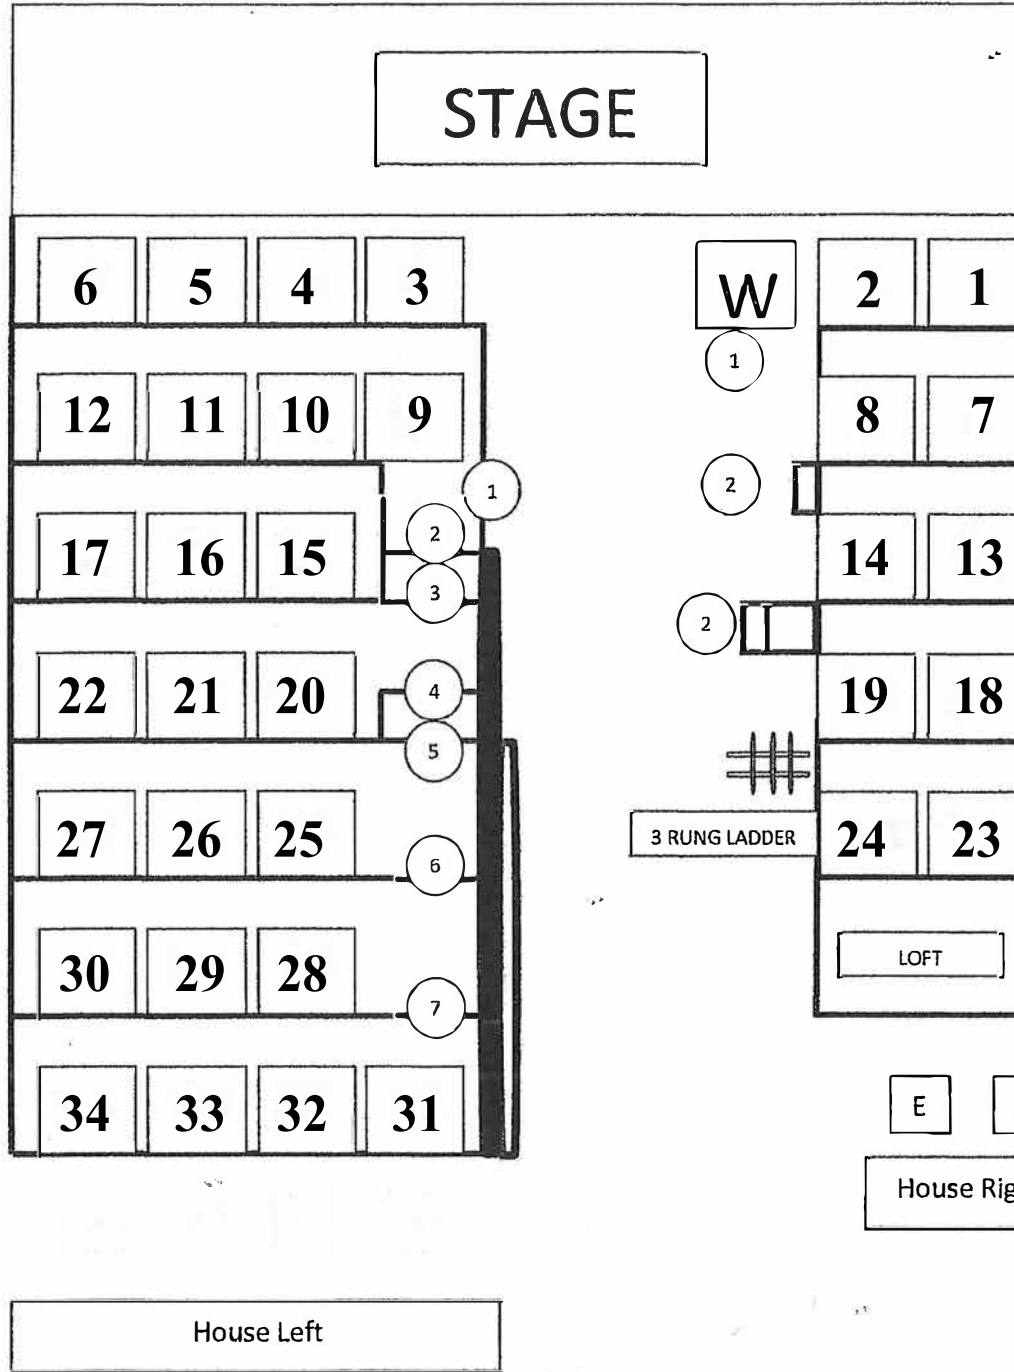 STAGE
6 5 4 3 W 2 1
1
12 11 10 9 8 7
1 2
2
17 16 15 14 13
3
2
22 21 20 4 19 18
5
3 RUNG LADDER
27 26 25 24 23
6
LOFT
30 29 28
7
34 33 32 31
E
House Rig
House Left